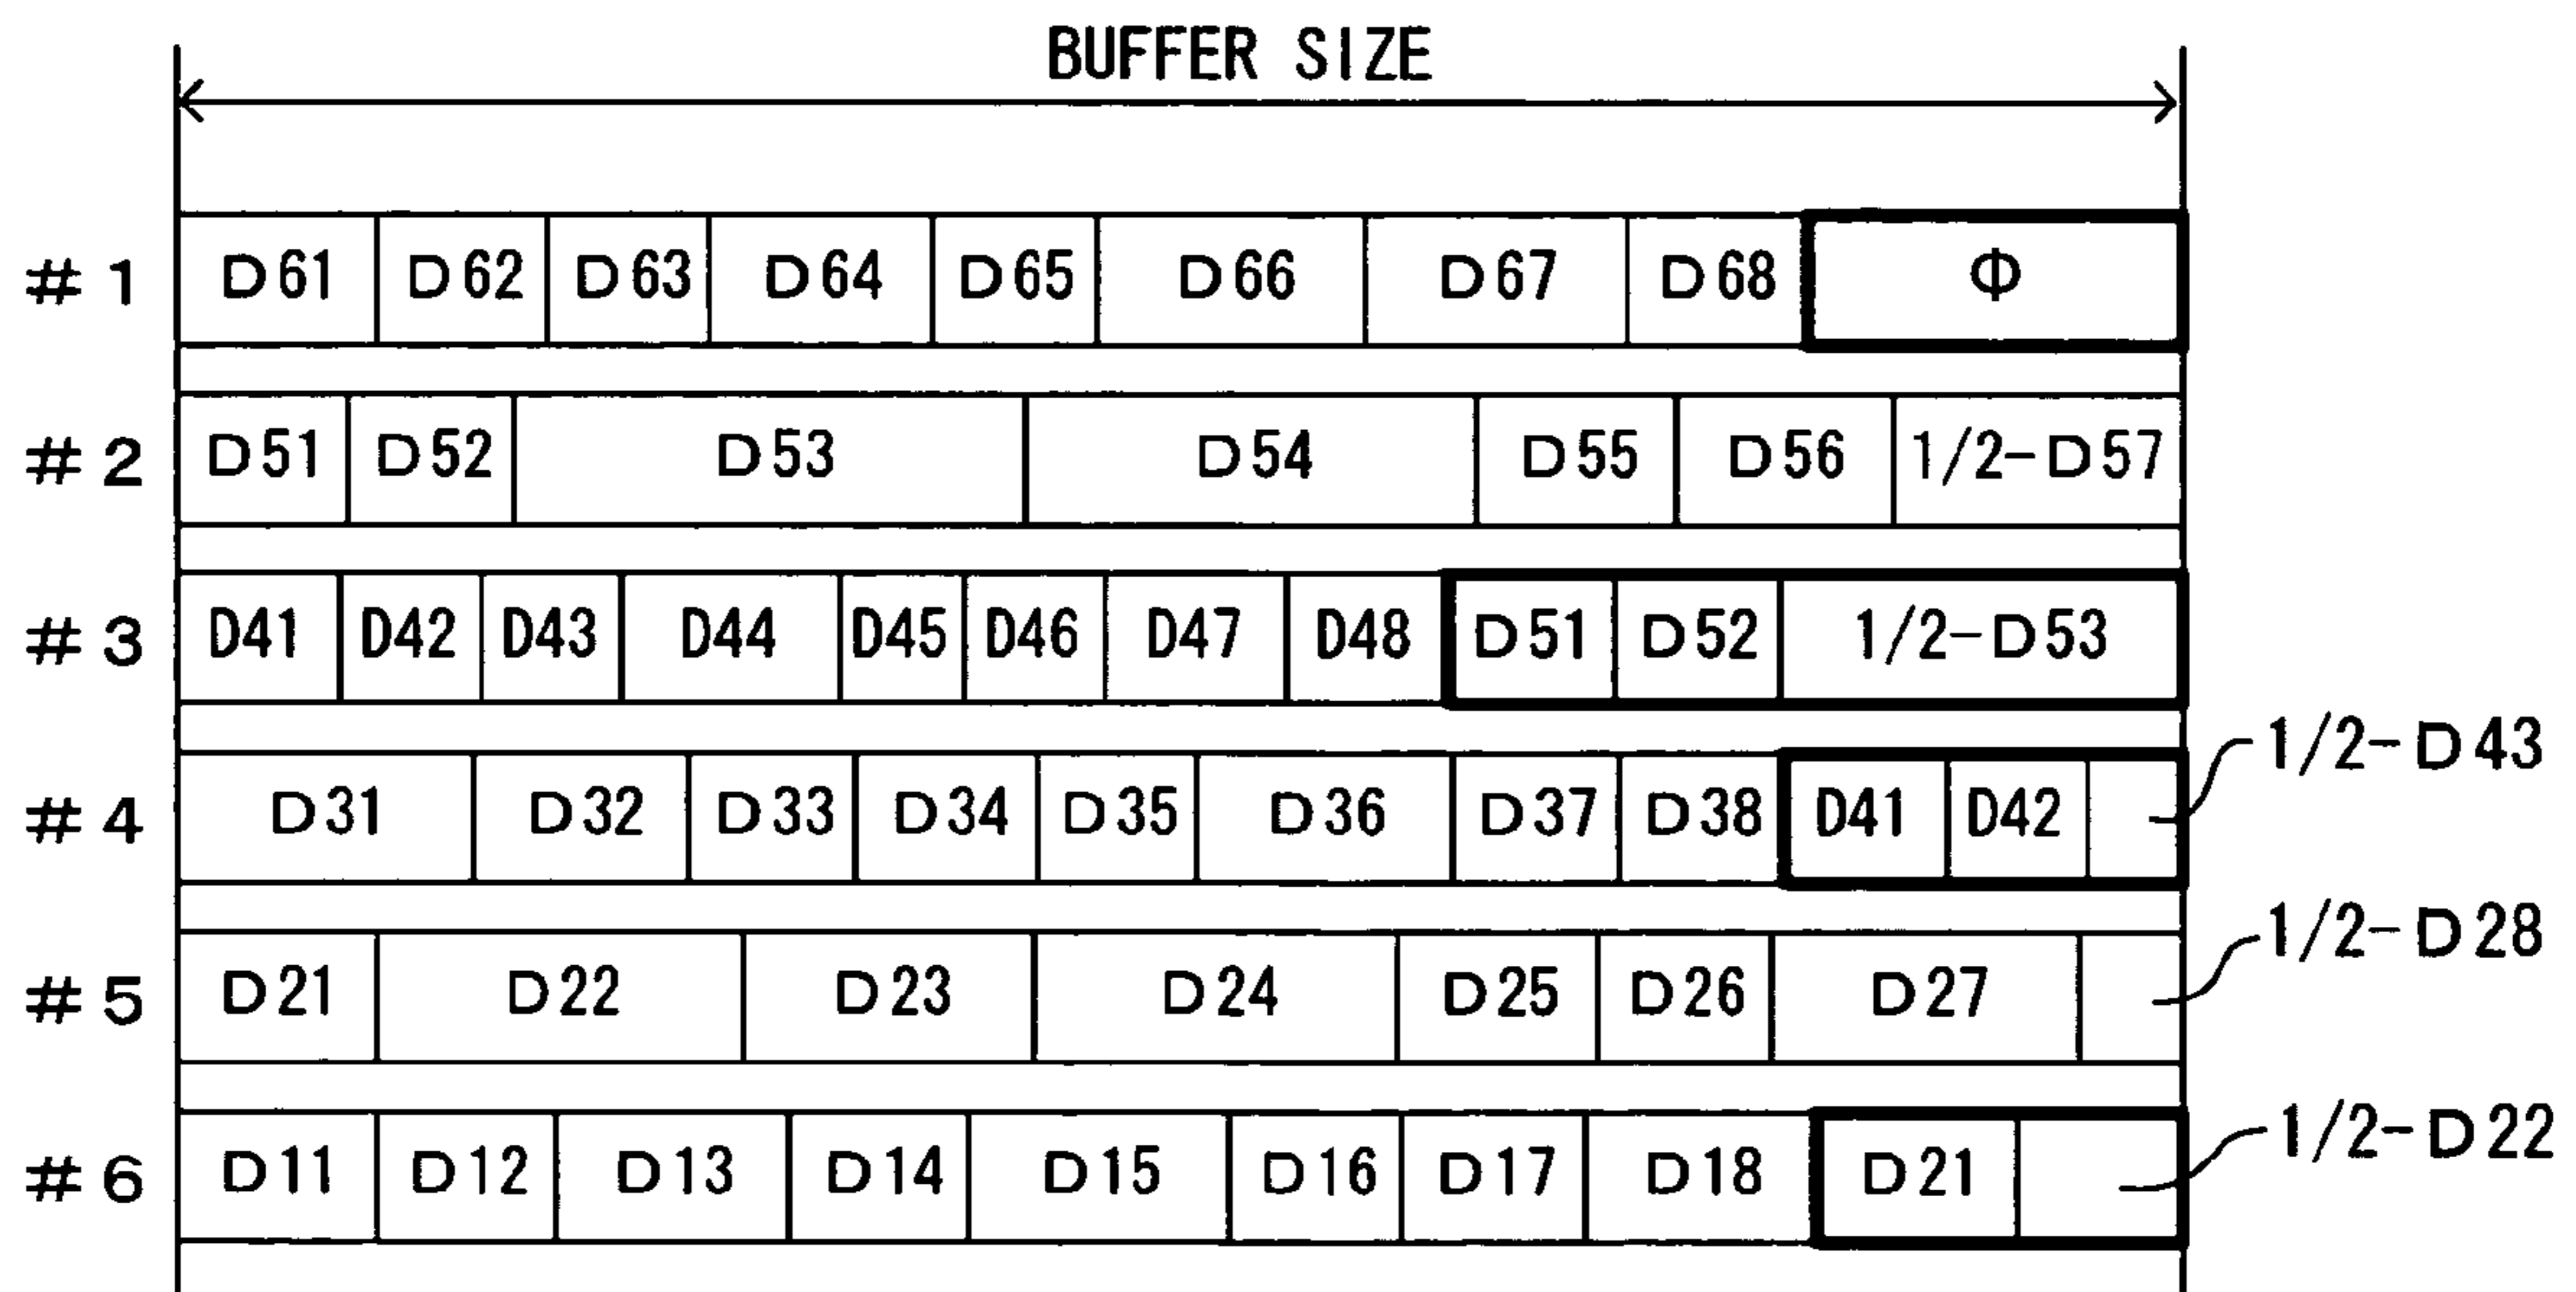 BUFFER SIZE
#1 D61 D62 D63 D64 D65 D66 D67 D68 Φ
#2 D51 D52 D53 D54 D55 D56 1/2-D57
#3 D41 D42 D43 D44 D45 D46 D47 D48 D51 D52 1/2-D53
#4 D31 D32 D33 D34 D35 D36 D37 D38 D41 D42 1/2-D43
#5 D21 D22 D23 D24 D25 D26 D27 1/2-D28
#6 D11 D12 D13 D14 D15 D16 D17 D18 D21 1/2-D22